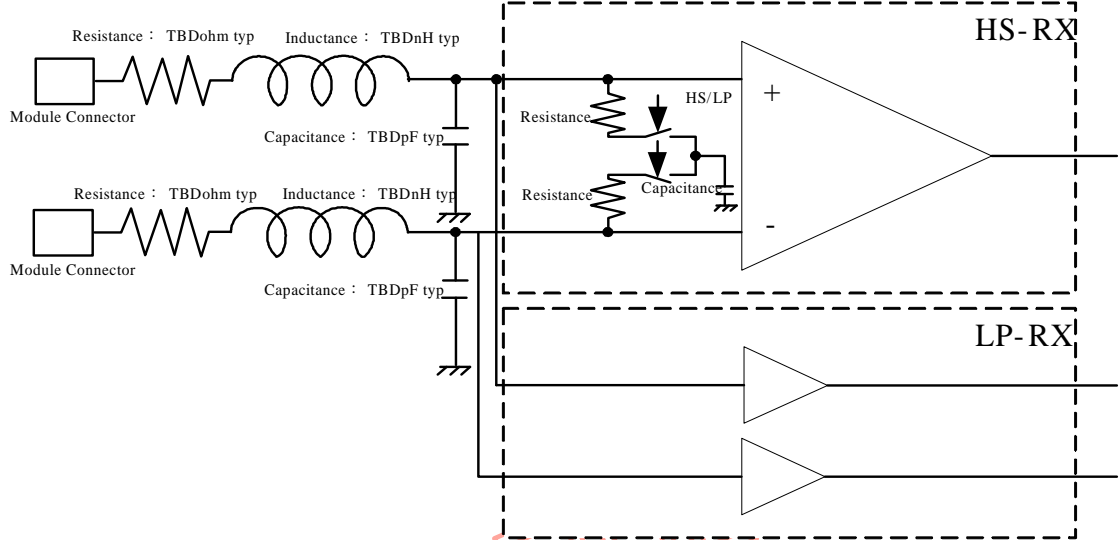 HS-RX
Resistance： TBDohm typ
Inductance： TBDnH typ
Module Connector
Capacitance： TBDpF typ
Resistance
HS/LP
+
Resistance
Capacitance
-
Resistance： TBDohm typ
Inductance： TBDnH typ
Module Connector
Capacitance： TBDpF typ
LP-RX